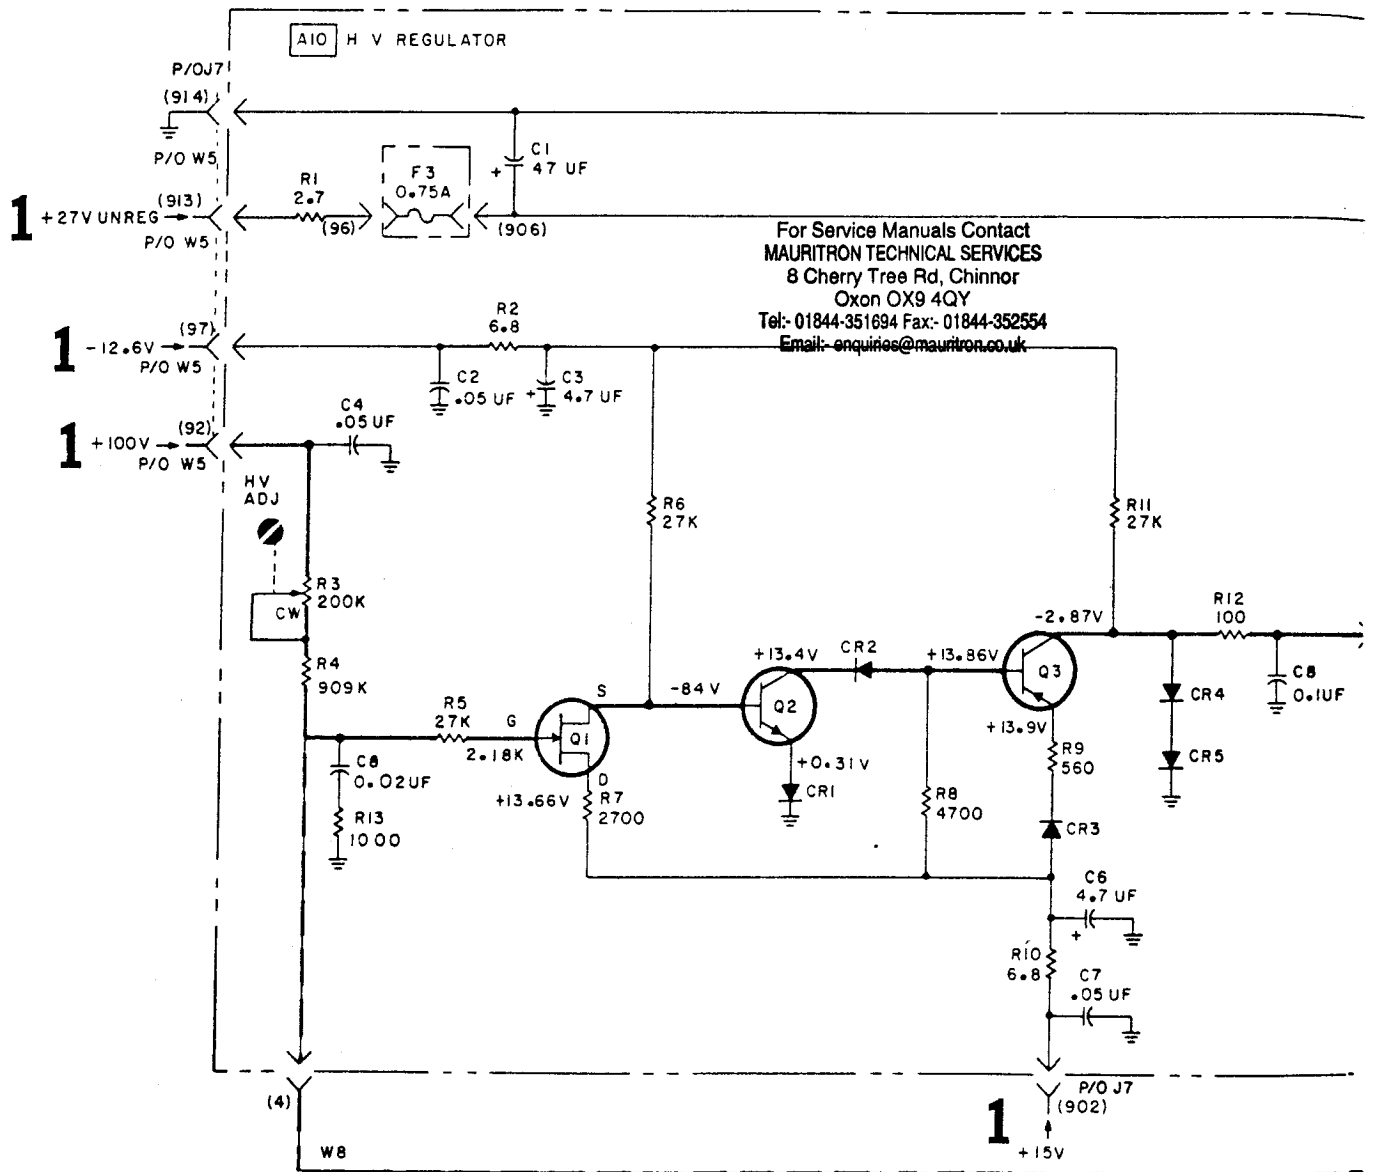 A10 H V REGULATOR
P/OJ7
(914)
P/O W5
C1
47 UF
+
F3
0.75A
R1
2.7
1 +27V UNREG
(913)
P/O W5
(96)
(906)
For Service Manuals Contact
MAURITRON TECHNICAL SERVICES
8 Cherry Tree Rd, Chinnor
Oxon OX9 4QY
Tel:- 01844-351694 Fax:- 01844-352554
Email:- enquiries@mauritron.co.uk
R2
6.8
1 -12.6V
(97)
P/O W5
C2
.05 UF
+
C3
4.7 UF
C4
.05UF
1 +100V
(92)
P/O W5
HV
ADJ
R6
27K
R11
27K
R3
200K
CW
R4
909K
R12
100
-2.87V
+13.4V
CR2
+13.86V
Q3
C8
0.1UF
CR4
S
-84V
Q2
R5
27K
G
2.18K
Q1
+13.9V
R9
560
CR5
C8
0.02UF
+0.31V
D
+13.66V
R7
2700
CR1
R8
4700
R13
1000
CR3
C6
4.7 UF
+
R10
6.8
C7
.05 UF
(4)
P/O J7
(902)
1
+15V
W8